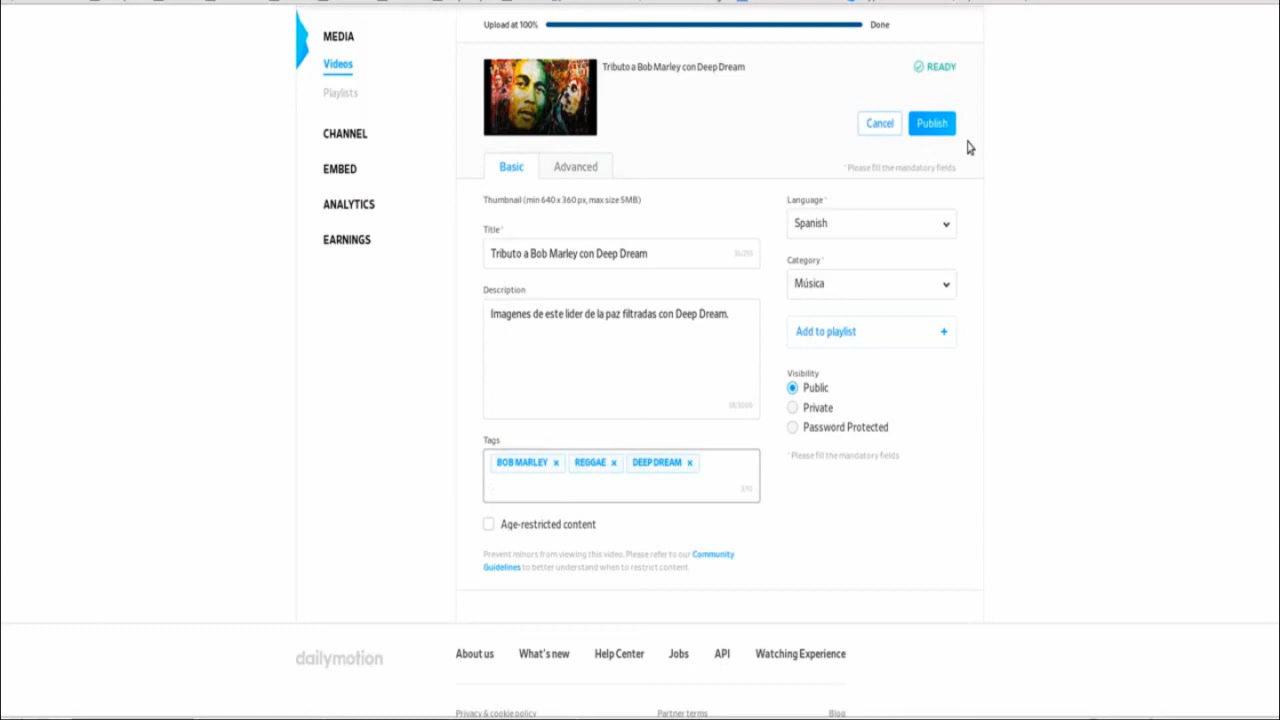 MEDIA
Videos
Playlists
CHANNEL
EMBED
ANALYTICS
EARNINGS
Upload at 100%
Done
Tributo a Bob Marley con Deep Dream
READY
Cancel
Publish
Basic
Advanced
* Please fill the mandatory fields
Thumbnail (min 640 x 360 px, max size 5MB)
Title *
Tributo a Bob Marley con Deep Dream
Description
Imagenes de este lider de la paz filtradas con Deep Dream.
Tags
BOB MARLEY ×
REGGAE ×
DEEP DREAM ×
Age-restricted content
Prevent minors from viewing this video. Please refer to our Community
Guidelines to better understand when to restrict content.
Language *
Spanish
Category *
Música
Add to playlist +
Visibility
Public
Private
Password Protected
* Please fill the mandatory fields
dailymotion
About us
What's new
Help Center
Jobs
API
Watching Experience
Privacy & cookie policy
Partner terms
Blog